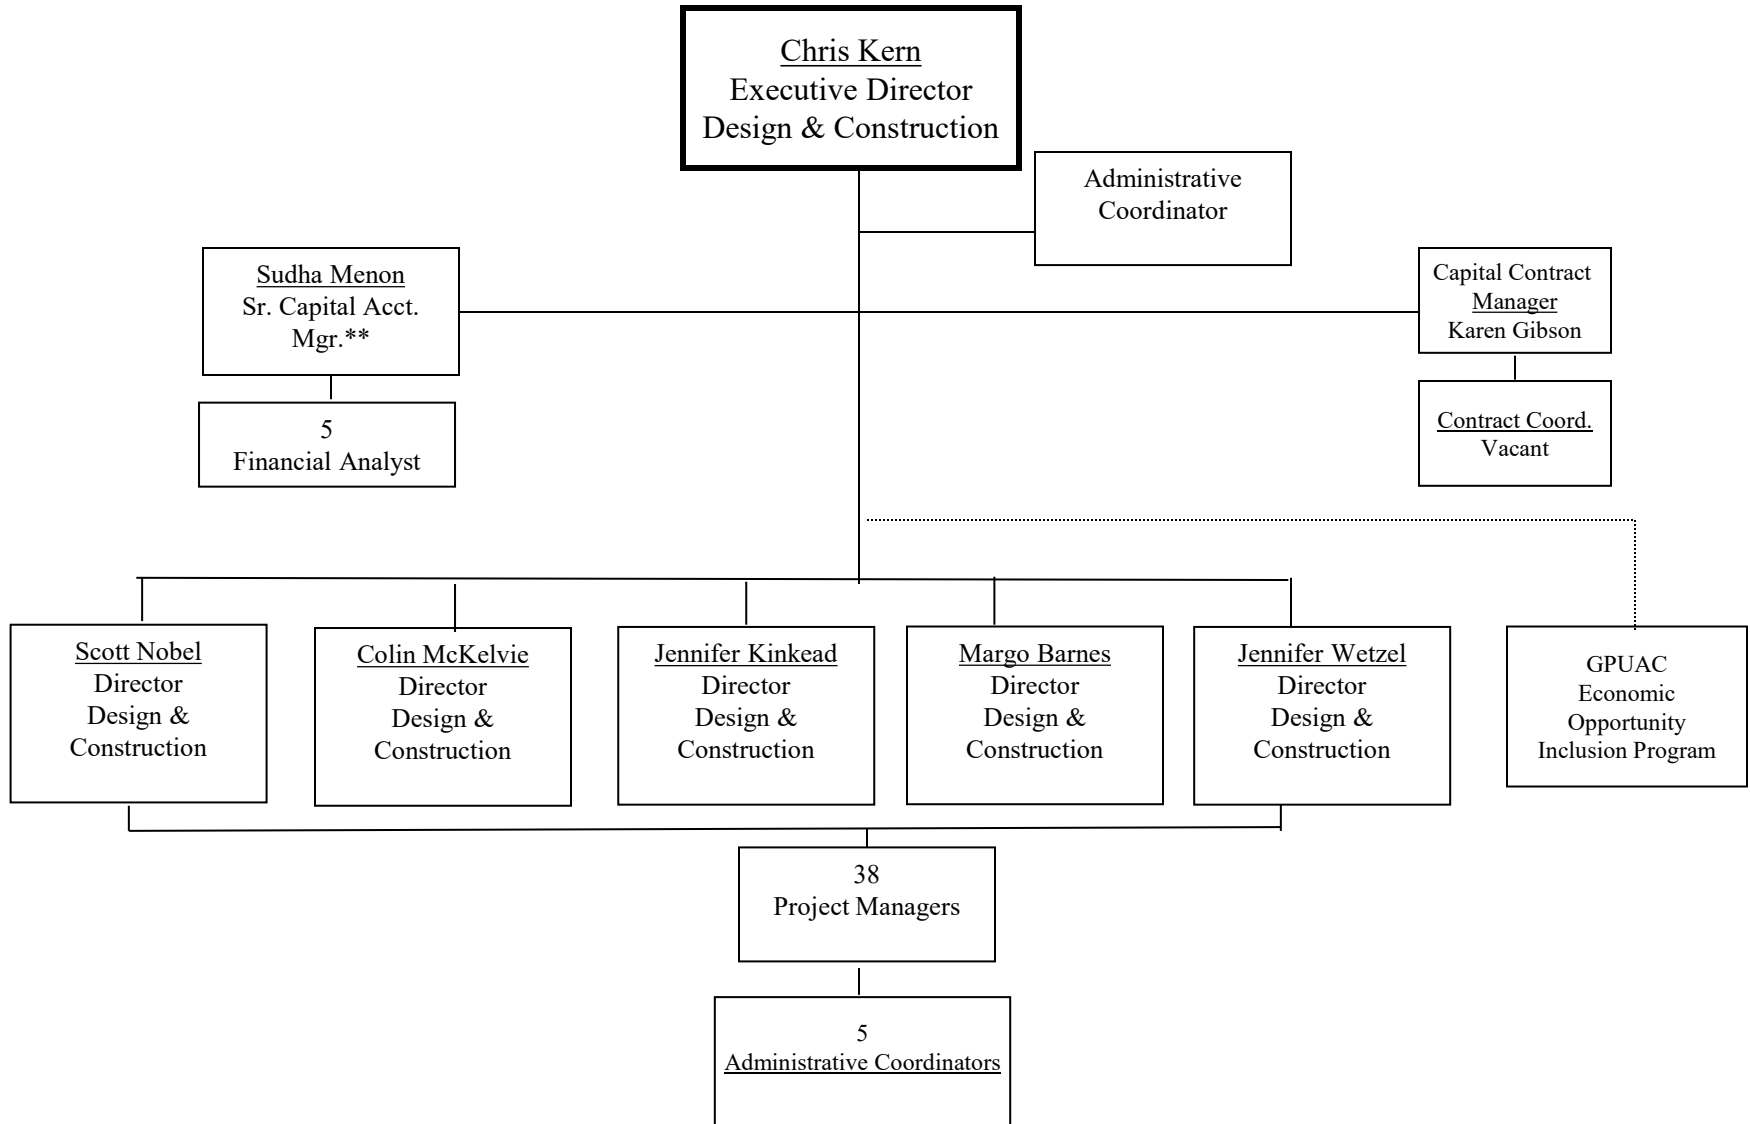 Chris Kern
Executive Director
Design & Construction
Administrative
Coordinator
Sudha Menon
Sr. Capital Acct.
Mgr.**
Capital Contract
Manager
Karen Gibson
5
Financial Analyst
Contract Coord.
Vacant
Scott Nobel
Director
Design &
Construction
Colin McKelvie
Director
Design &
Construction
Jennifer Kinkead
Director
Design &
Construction
Margo Barnes
Director
Design &
Construction
Jennifer Wetzel
Director
Design &
Construction
GPUAC
Economic
Opportunity
Inclusion Program
38
Project Managers
5
Administrative Coordinators